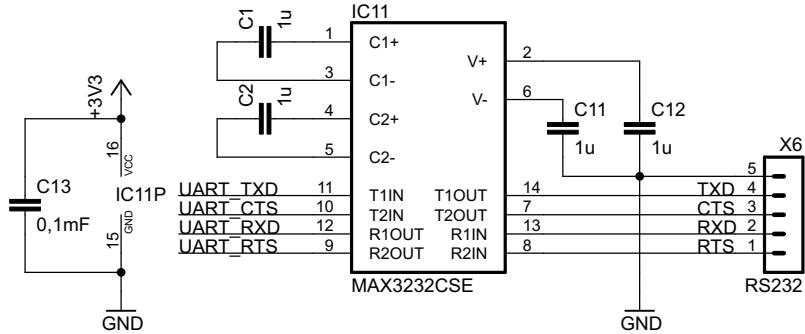 C1
1u
IC11
1
C1+
V+
2
3
C1-
V-
6
C2
1u
4
C2+
5
C2-
C11
1u
C12
1u
X6
5
+3V3
16
VCC
C13
0,1mF
IC11P
15
GND
GND
UART_TXD 11 T1IN T1OUT 14 TXD 4
UART_CTS 10 T2IN T2OUT 7 CTS 3
UART_RXD 12 R1OUT R1IN 13 RXD 2
UART_RTS 9 R2OUT R2IN 8 RTS 1
MAX3232CSE
RS232
GND